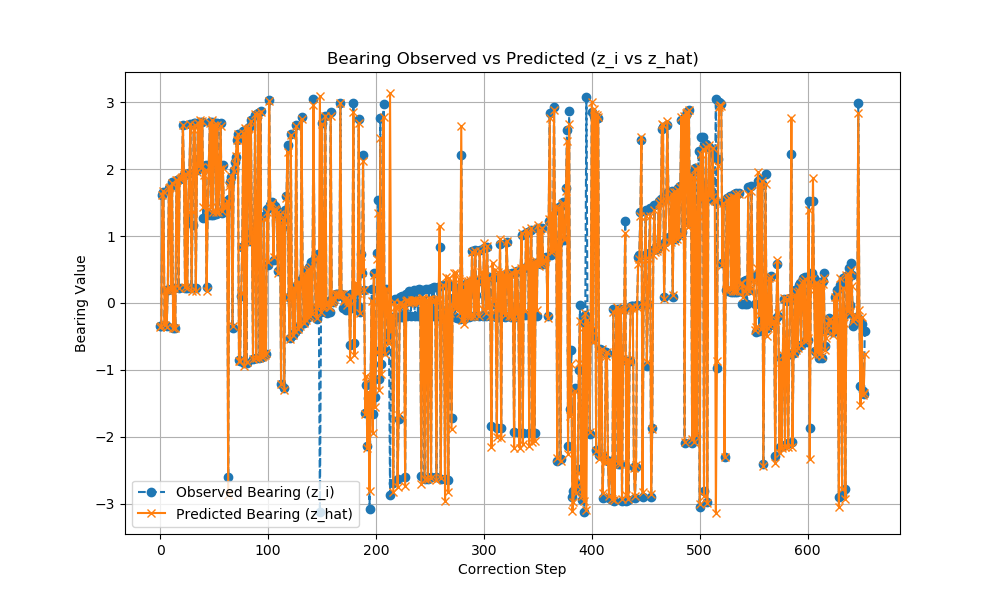 Bearing Observed vs Predicted (z_i vs z_hat)
3
2
1
0
−1
−2
−3
Bearing Value
Observed Bearing (z_i)
Predicted Bearing (z_hat)
0 100 200 300 400 500 600
Correction Step